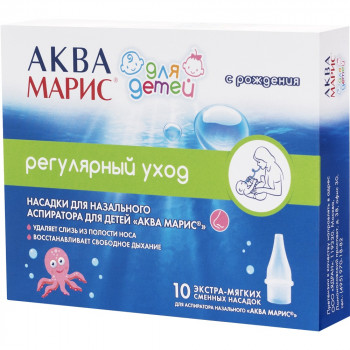 АКВА
МАРИС®
для
детей
с рождения
регулярный уход
НАСАДКИ ДЛЯ НАЗАЛЬНОГО
АСПИРАТОРА ДЛЯ ДЕТЕЙ «АКВА МАРИС®»
• УДАЛЯЕТ СЛИЗЬ ИЗ ПОЛОСТИ НОСА
• ВОССТАНАВЛИВАЕТ СВОБОДНОЕ ДЫХАНИЕ
10 ЭКСТРА-МЯГКИХ
СМЕННЫХ НАСАДОК
ДЛЯ АСПИРАТОРА НАЗАЛЬНОГО «АКВА МАРИС®»